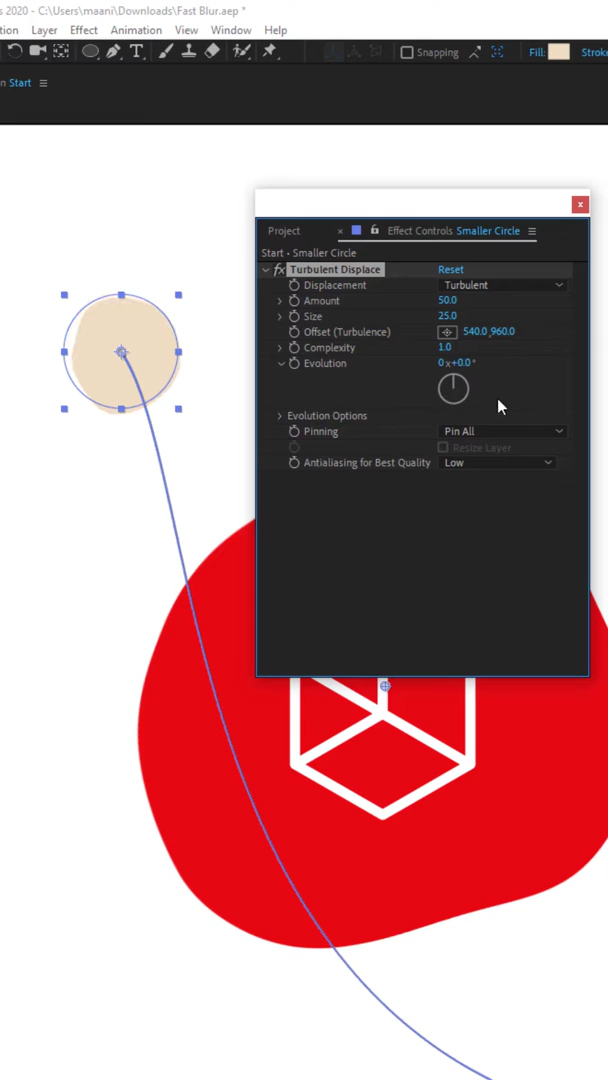 s 2020 - C:\Users\maani\Downloads\Fast Blur.aep *
tion Layer Effect Animation View Window Help
Snapping Fill: Stroke
n Start
Project × Effect Controls Smaller Circle
Start • Smaller Circle
fx Turbulent Displace Reset
Displacement Turbulent
Amount 50.0
Size 25.0
Offset (Turbulence) 540.0,960.0
Complexity 1.0
Evolution 0x+0.0°
Evolution Options
Pinning Pin All
Resize Layer
Antialiasing for Best Quality Low